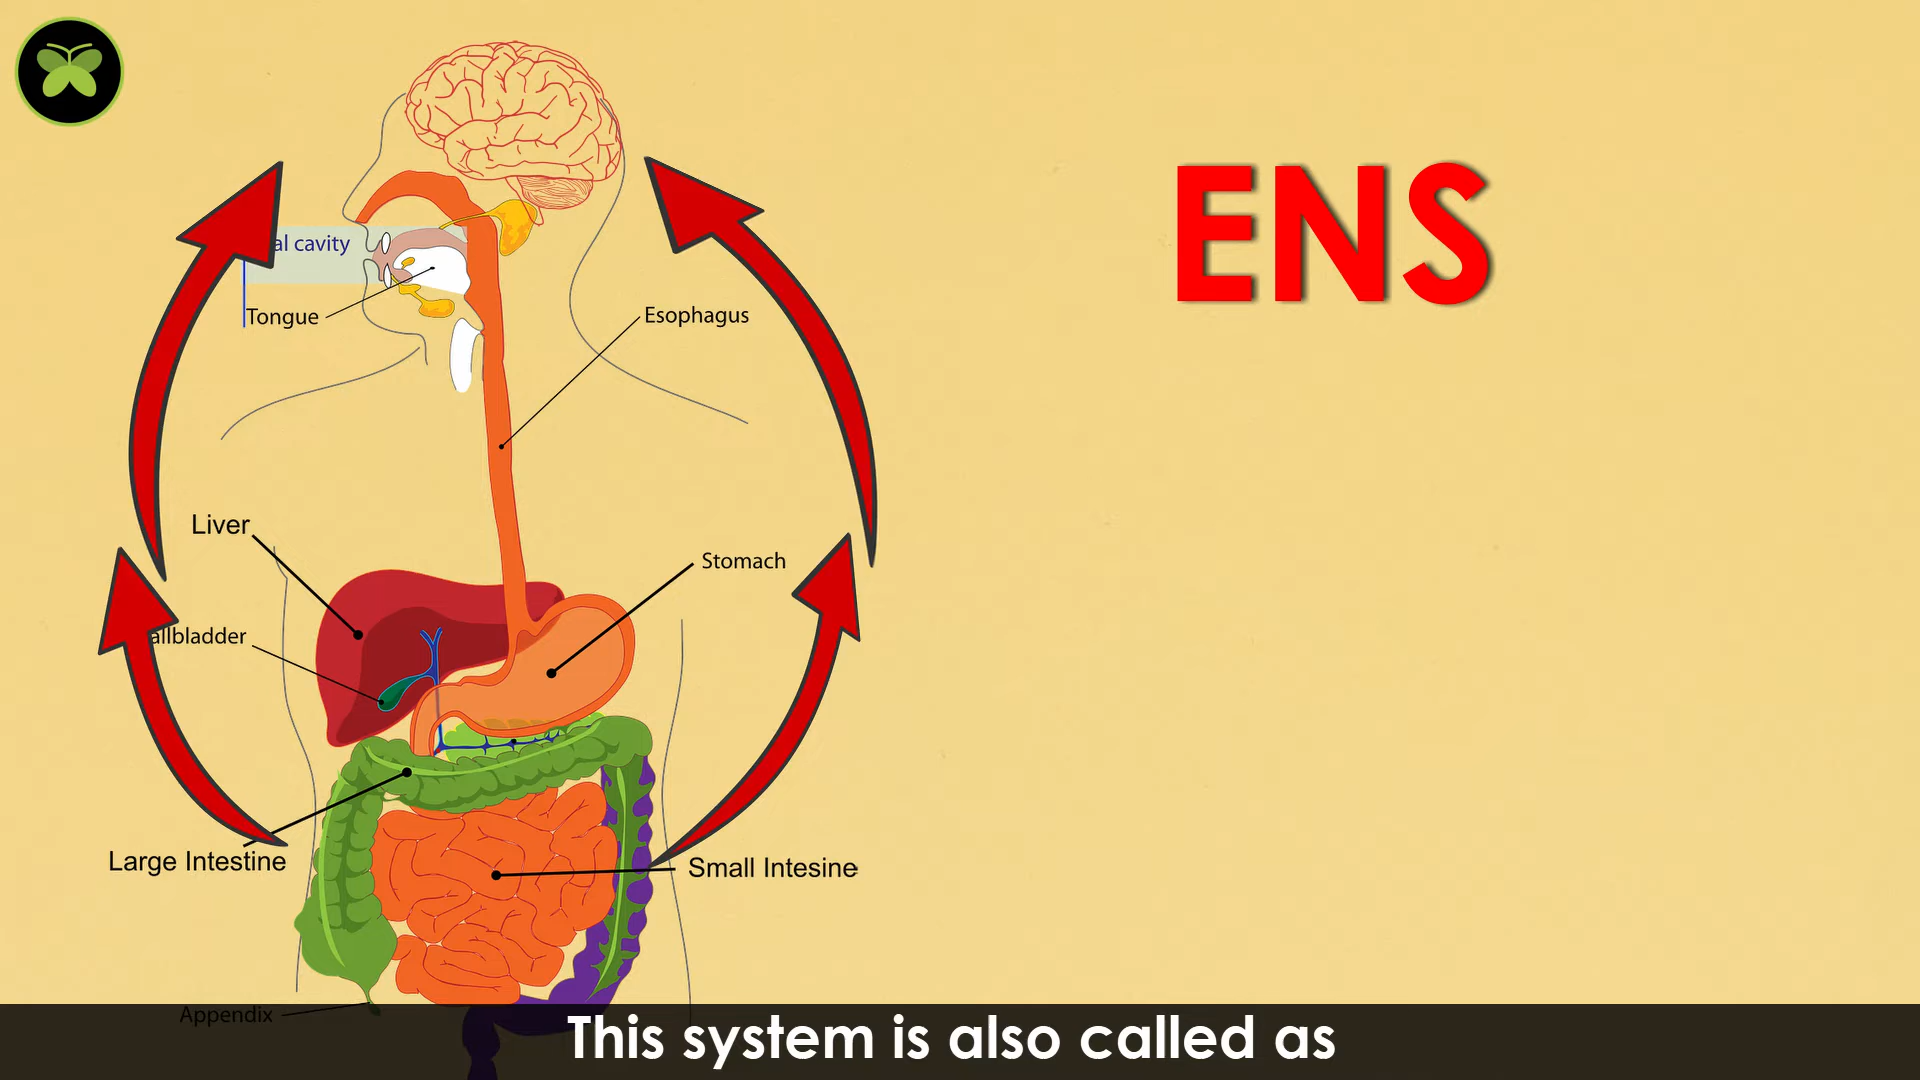 ENS
al cavity
Tongue
Esophagus
Liver
Stomach
allbladder
Large Intestine
Small Intesine
Appendix
This system is also called as